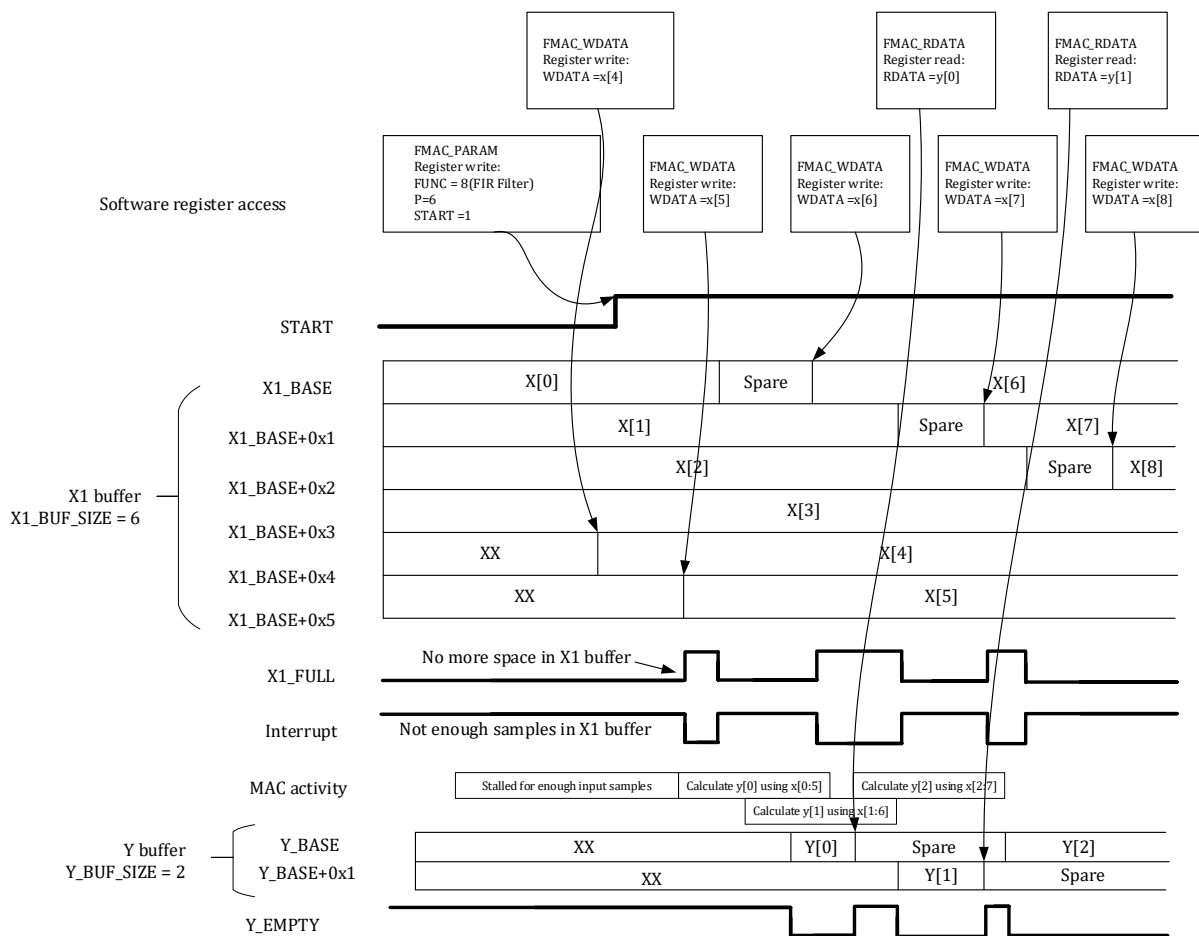 FMAC_WDATA
Register write:
WDATA =x[4]
FMAC_RDATA
Register read:
RDATA =y[0]
FMAC_RDATA
Register read:
RDATA =y[1]
Software register access
FMAC_PARAM
Register write:
FUNC = 8(FIR Filter)
P=6
START =1
FMAC_WDATA
Register write:
WDATA =x[5]
FMAC_WDATA
Register write:
WDATA =x[6]
FMAC_WDATA
Register write:
WDATA =x[7]
FMAC_WDATA
Register write:
WDATA =x[8]
START
X1_BASE
X[0]
Spare
X[6]
X1_BASE+0x1
X[1]
Spare
X[7]
X1 buffer
X1_BUF_SIZE = 6
X1_BASE+0x2
X[2]
Spare
X[8]
X1_BASE+0x3
X[3]
X1_BASE+0x4
XX
X[4]
X1_BASE+0x5
XX
X[5]
X1_FULL
No more space in X1 buffer
Interrupt
Not enough samples in X1 buffer
MAC activity
Stalled for enough input samples
Calculate y[0] using x[0:5]
Calculate y[2] using x[2:7]
Calculate y[1] using x[1:6]
Y buffer
Y_BUF_SIZE = 2
Y_BASE
XX
Y[0]
Spare
Y[2]
Y_BASE+0x1
XX
Y[1]
Spare
Y_EMPTY